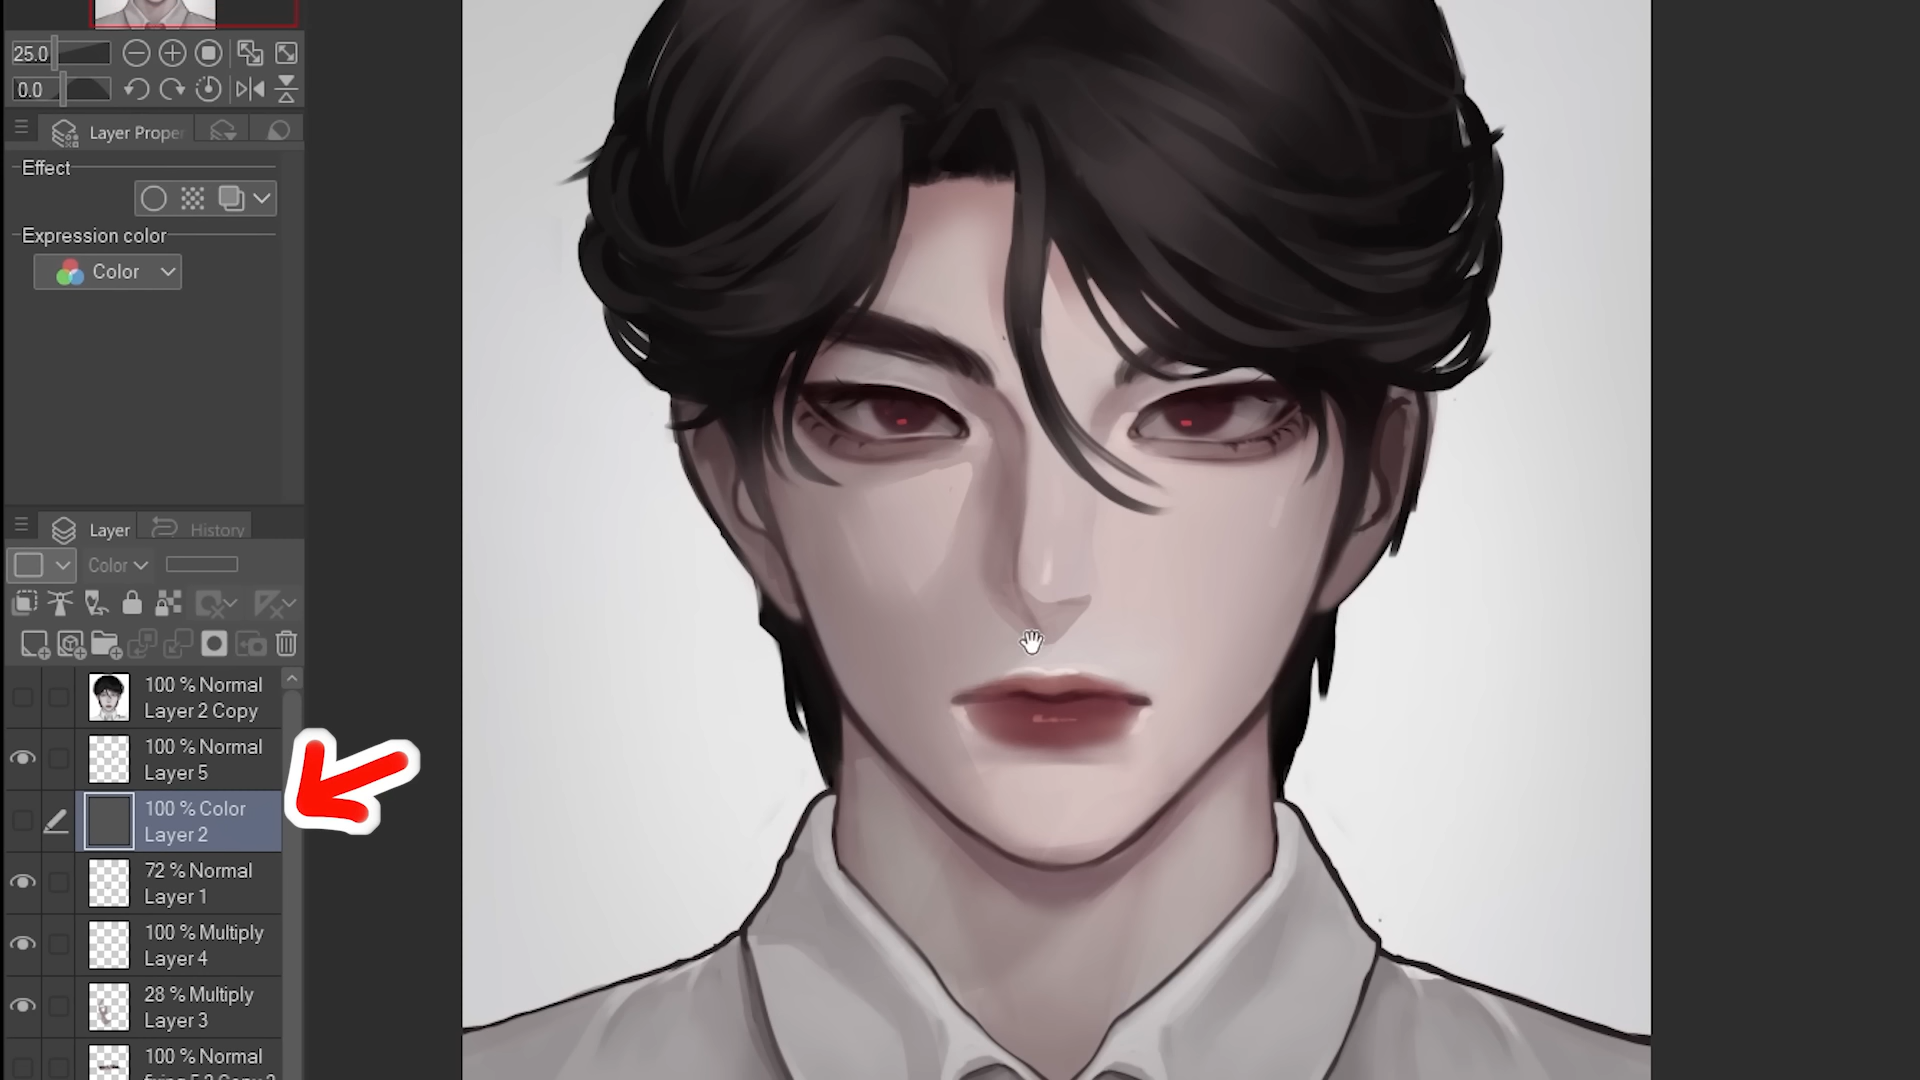 25.0
0.0
Layer Proper
Effect
Expression color
Color
Layer
History
Color
100 % Normal
Layer 2 Copy
100 % Normal
Layer 5
100 % Color
Layer 2
72 % Normal
Layer 1
100 % Multiply
Layer 4
28 % Multiply
Layer 3
100 % Normal